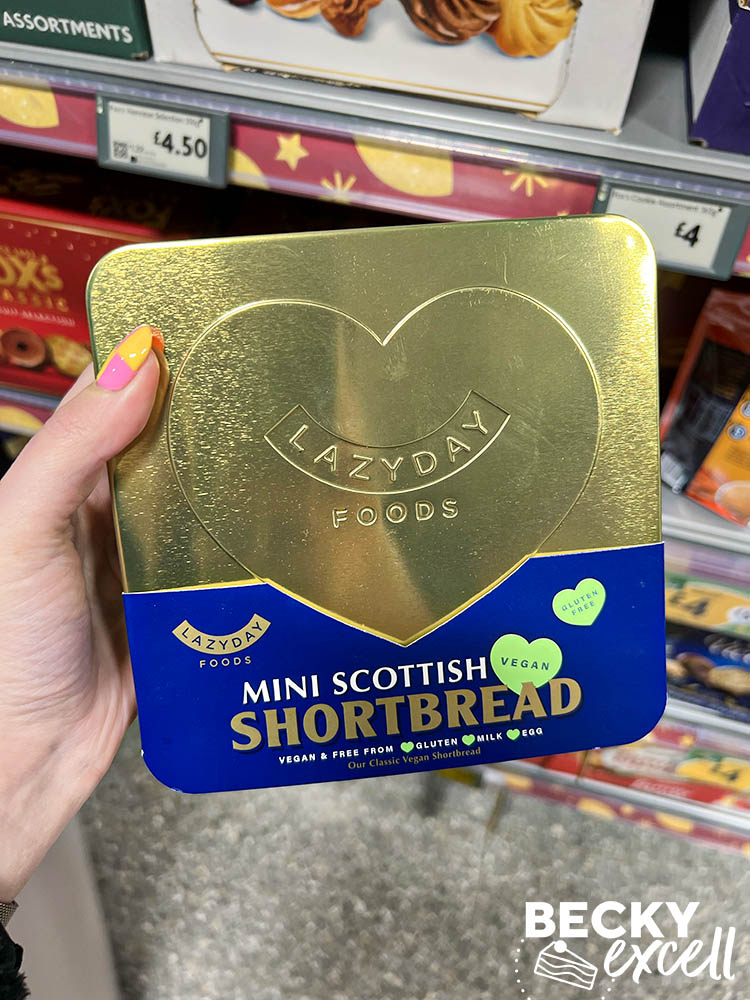 ASSORTMENTS
£4.50
£4
LAZYDAY
FOODS
LAZYDAY
FOODS
GLUTEN
FREE
VEGAN
MINI SCOTTISH
SHORTBREAD
VEGAN & FREE FROM GLUTEN MILK EGG
Our Classic Vegan Shortbread
£4
BECKY
excell